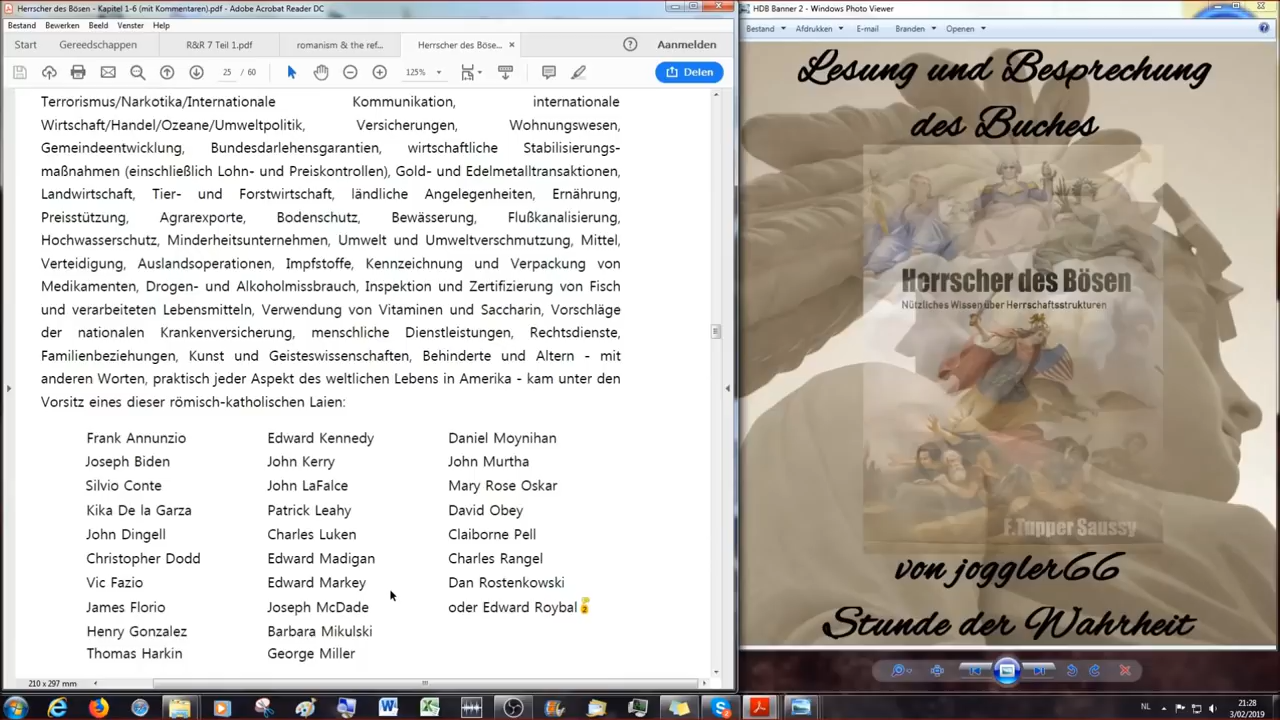 Herrscher des Bösen - Kapitel 1-6 (mit Kommentaren).pdf - Adobe Acrobat Reader DC
Bestand Bewerken Beeld Venster Help
Start Gereedschappen R&R 7 Teil 1.pdf romanism & the ref... Herrscher des Böse... × Aanmelden
25 / 60 125% Delen
Terrorismus/Narkotika/Internationale Kommunikation, internationale
Wirtschaft/Handel/Ozeane/Umweltpolitik, Versicherungen, Wohnungswesen,
Gemeindeentwicklung, Bundesdarlehensgarantien, wirtschaftliche Stabilisierungs-
maßnahmen (einschließlich Lohn- und Preiskontrollen), Gold- und Edelmetalltransaktionen,
Landwirtschaft, Tier- und Forstwirtschaft, ländliche Angelegenheiten, Ernährung,
Preisstützung, Agrarexporte, Bodenschutz, Bewässerung, Flußkanalisierung,
Hochwasserschutz, Minderheitsunternehmen, Umwelt und Umweltverschmutzung, Mittel,
Verteidigung, Auslandsoperationen, Impfstoffe, Kennzeichnung und Verpackung von
Medikamenten, Drogen- und Alkoholmissbrauch, Inspektion und Zertifizierung von Fisch
und verarbeiteten Lebensmitteln, Verwendung von Vitaminen und Saccharin, Vorschläge
der nationalen Krankenversicherung, menschliche Dienstleistungen, Rechtsdienste,
Familienbeziehungen, Kunst und Geisteswissenschaften, Behinderte und Altern - mit
anderen Worten, praktisch jeder Aspekt des weltlichen Lebens in Amerika - kam unter den
Vorsitz eines dieser römisch-katholischen Laien:
Frank Annunzio Edward Kennedy Daniel Moynihan
Joseph Biden John Kerry John Murtha
Silvio Conte John LaFalce Mary Rose Oskar
Kika De la Garza Patrick Leahy David Obey
John Dingell Charles Luken Claiborne Pell
Christopher Dodd Edward Madigan Charles Rangel
Vic Fazio Edward Markey Dan Rostenkowski
James Florio Joseph McDade oder Edward Roybal 2
Henry Gonzalez Barbara Mikulski
Thomas Harkin George Miller
210 x 297 mm
HDB Banner 2 - Windows Photo Viewer
Bestand Afdrukken E-mail Branden Openen
Lesung und Besprechung
des Buches
Herrscher des Bösen
Nützliches Wissen über Herrschaftsstrukturen
F.Tupper Saussy
von joggler66
Stunde der Wahrheit
NL 21:28
3/02/2019